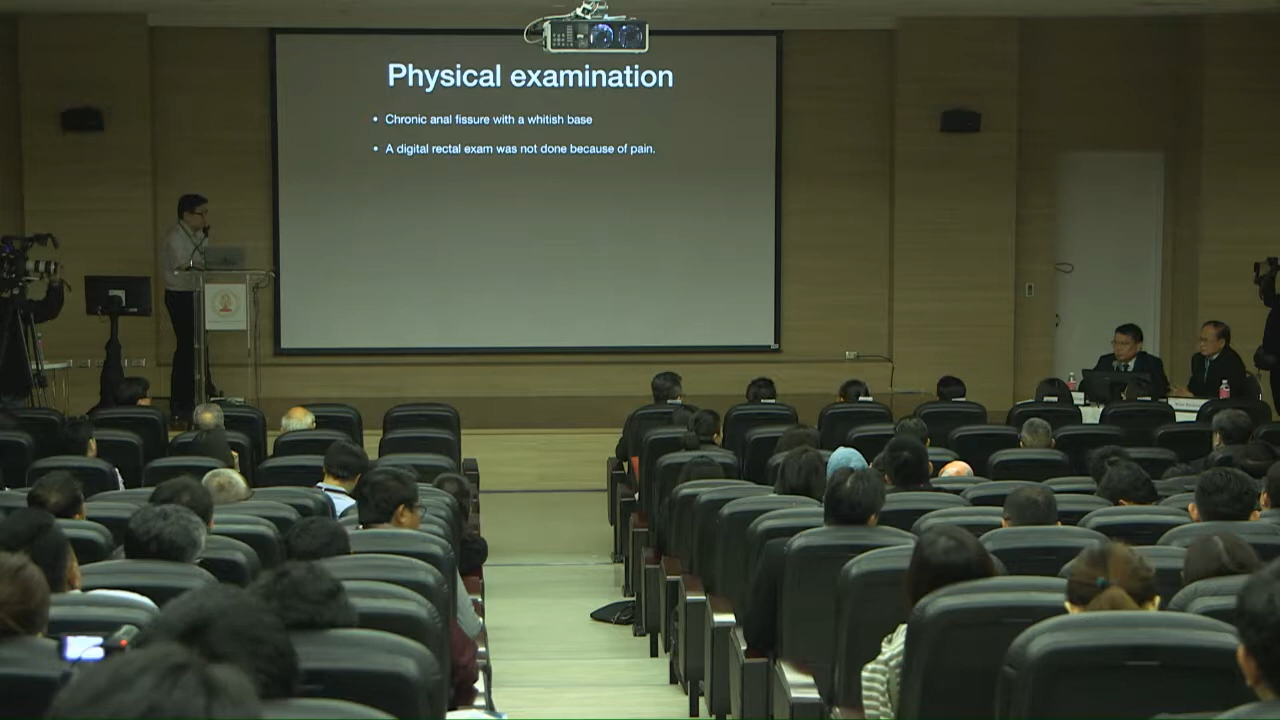 Physical examination
• Chronic anal fissure with a whitish base
• A digital rectal exam was not done because of pain.